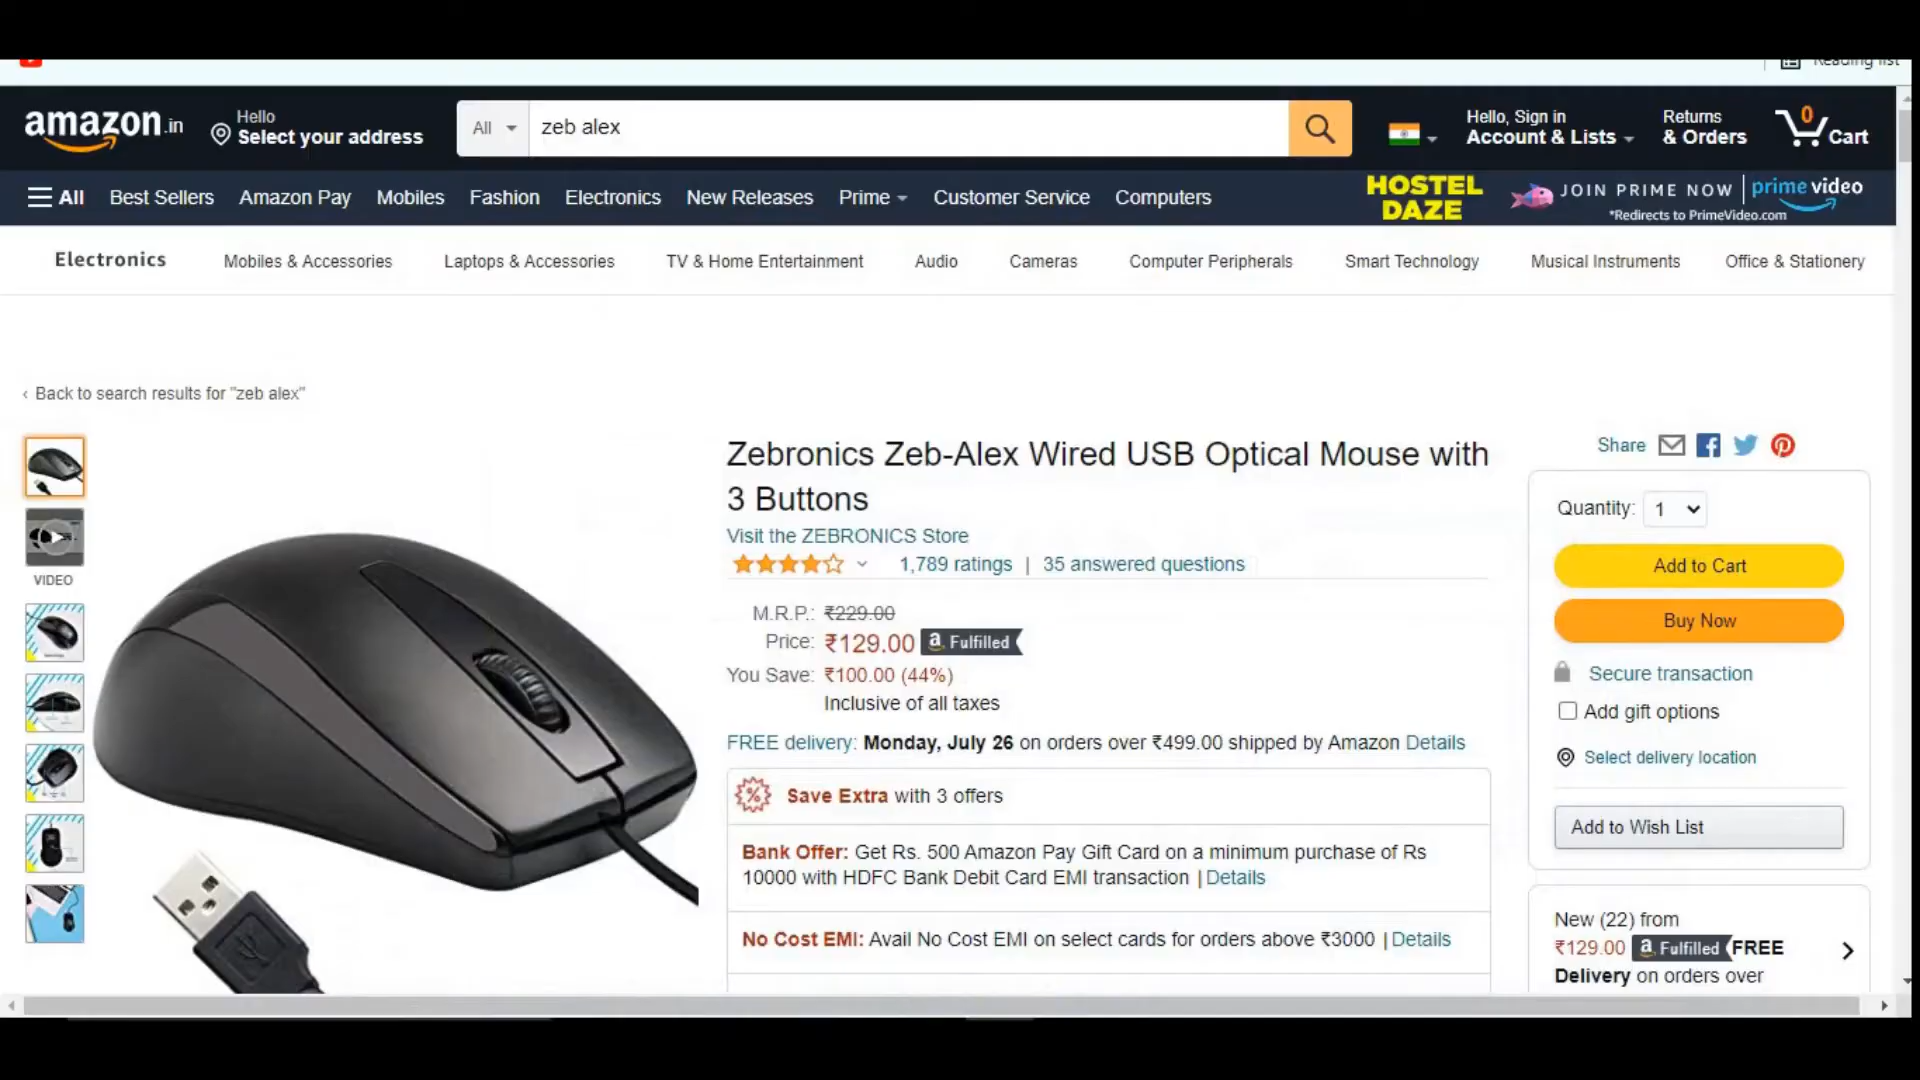 Reading list
amazon.in
Hello
Select your address
All
zeb alex
Hello, Sign in
Account & Lists
Returns
& Orders
0
Cart
All
Best Sellers
Amazon Pay
Mobiles
Fashion
Electronics
New Releases
Prime
Customer Service
Computers
HOSTEL
DAZE
JOIN PRIME NOW
prime video
*Redirects to PrimeVideo.com
Electronics
Mobiles & Accessories
Laptops & Accessories
TV & Home Entertainment
Audio
Cameras
Computer Peripherals
Smart Technology
Musical Instruments
Office & Stationery
‹ Back to search results for "zeb alex"
VIDEO
Zebronics Zeb-Alex Wired USB Optical Mouse with
3 Buttons
Visit the ZEBRONICS Store
1,789 ratings | 35 answered questions
M.R.P.: ₹229.00
Price: ₹129.00 a Fulfilled
You Save: ₹100.00 (44%)
Inclusive of all taxes
FREE delivery: Monday, July 26 on orders over ₹499.00 shipped by Amazon Details
Save Extra with 3 offers
Bank Offer: Get Rs. 500 Amazon Pay Gift Card on a minimum purchase of Rs
10000 with HDFC Bank Debit Card EMI transaction | Details
No Cost EMI: Avail No Cost EMI on select cards for orders above ₹3000 | Details
Share
Quantity: 1
Add to Cart
Buy Now
Secure transaction
Add gift options
Select delivery location
Add to Wish List
New (22) from
₹129.00 a Fulfilled FREE
Delivery on orders over